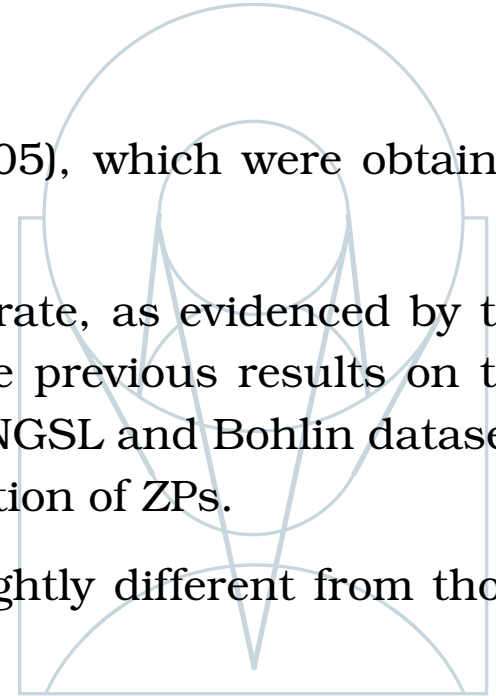 05), which were obtain
rate, as evidenced by t
e previous results on t
NGSL and Bohlin datase
tion of ZPs.
ghtly different from tho